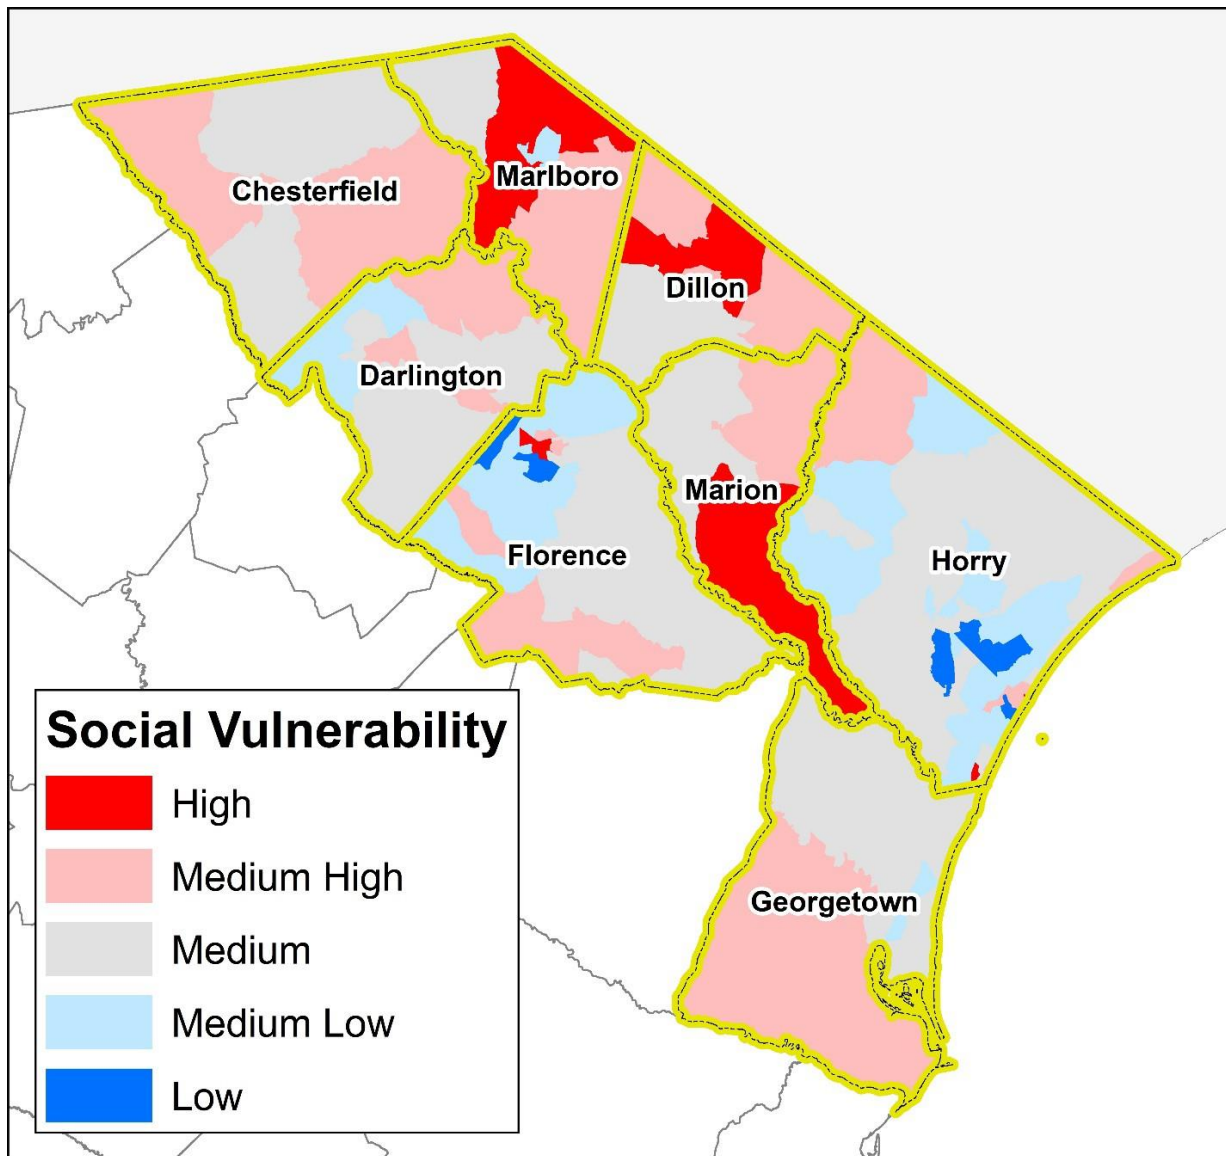 Chesterfield
Marlboro
Dillon
Darlington
Marion
Florence
Horry
Georgetown
Social Vulnerability
High
Medium High
Medium
Medium Low
Low